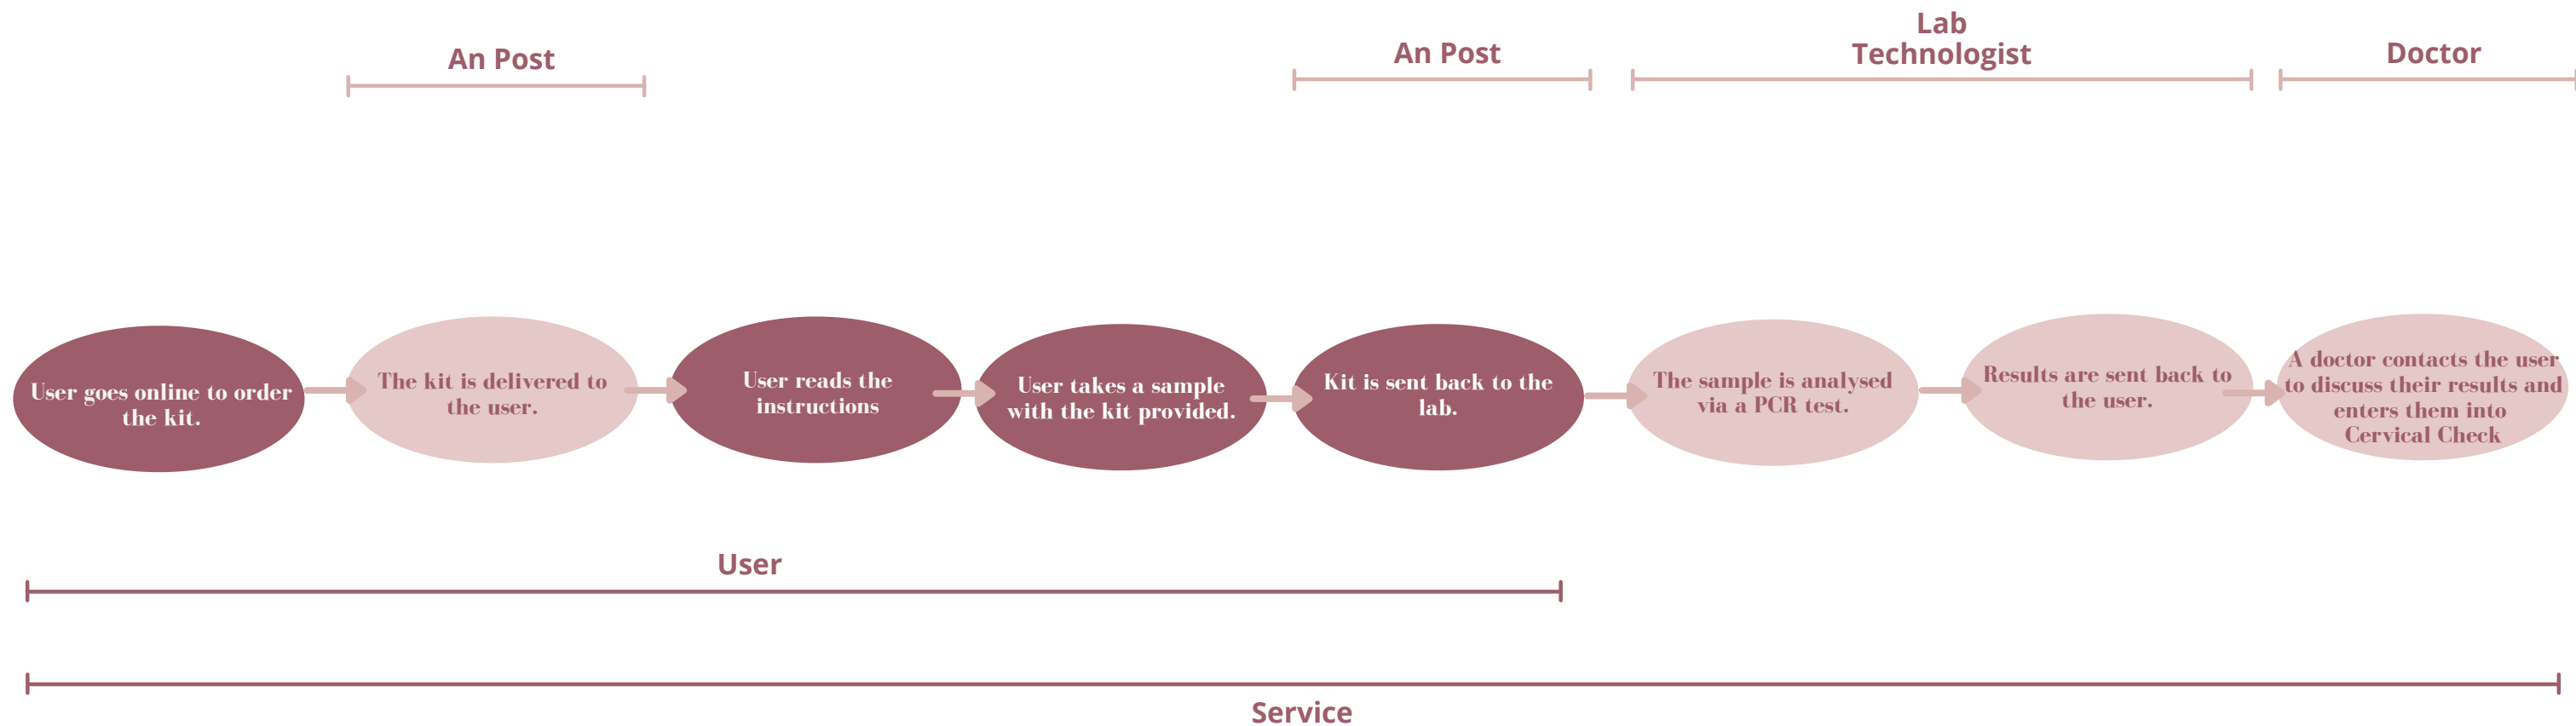 An Post
An Post
Lab
Technologist
Doctor
User goes online to order
the kit.
The kit is delivered to
the user.
User reads the
instructions
User takes a sample
with the kit provided.
Kit is sent back to the
lab.
The sample is analysed
via a PCR test.
Results are sent back to
the user.
A doctor contacts the user
to discuss their results and
enters them into
Cervical Check
User
Service